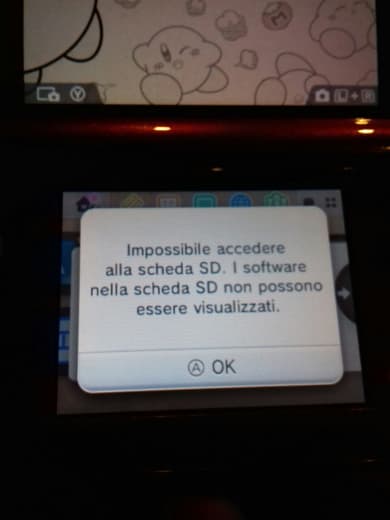 Y
L + R
Impossibile accedere
alla scheda SD. I software
nella scheda SD non possono
essere visualizzati.
A OK